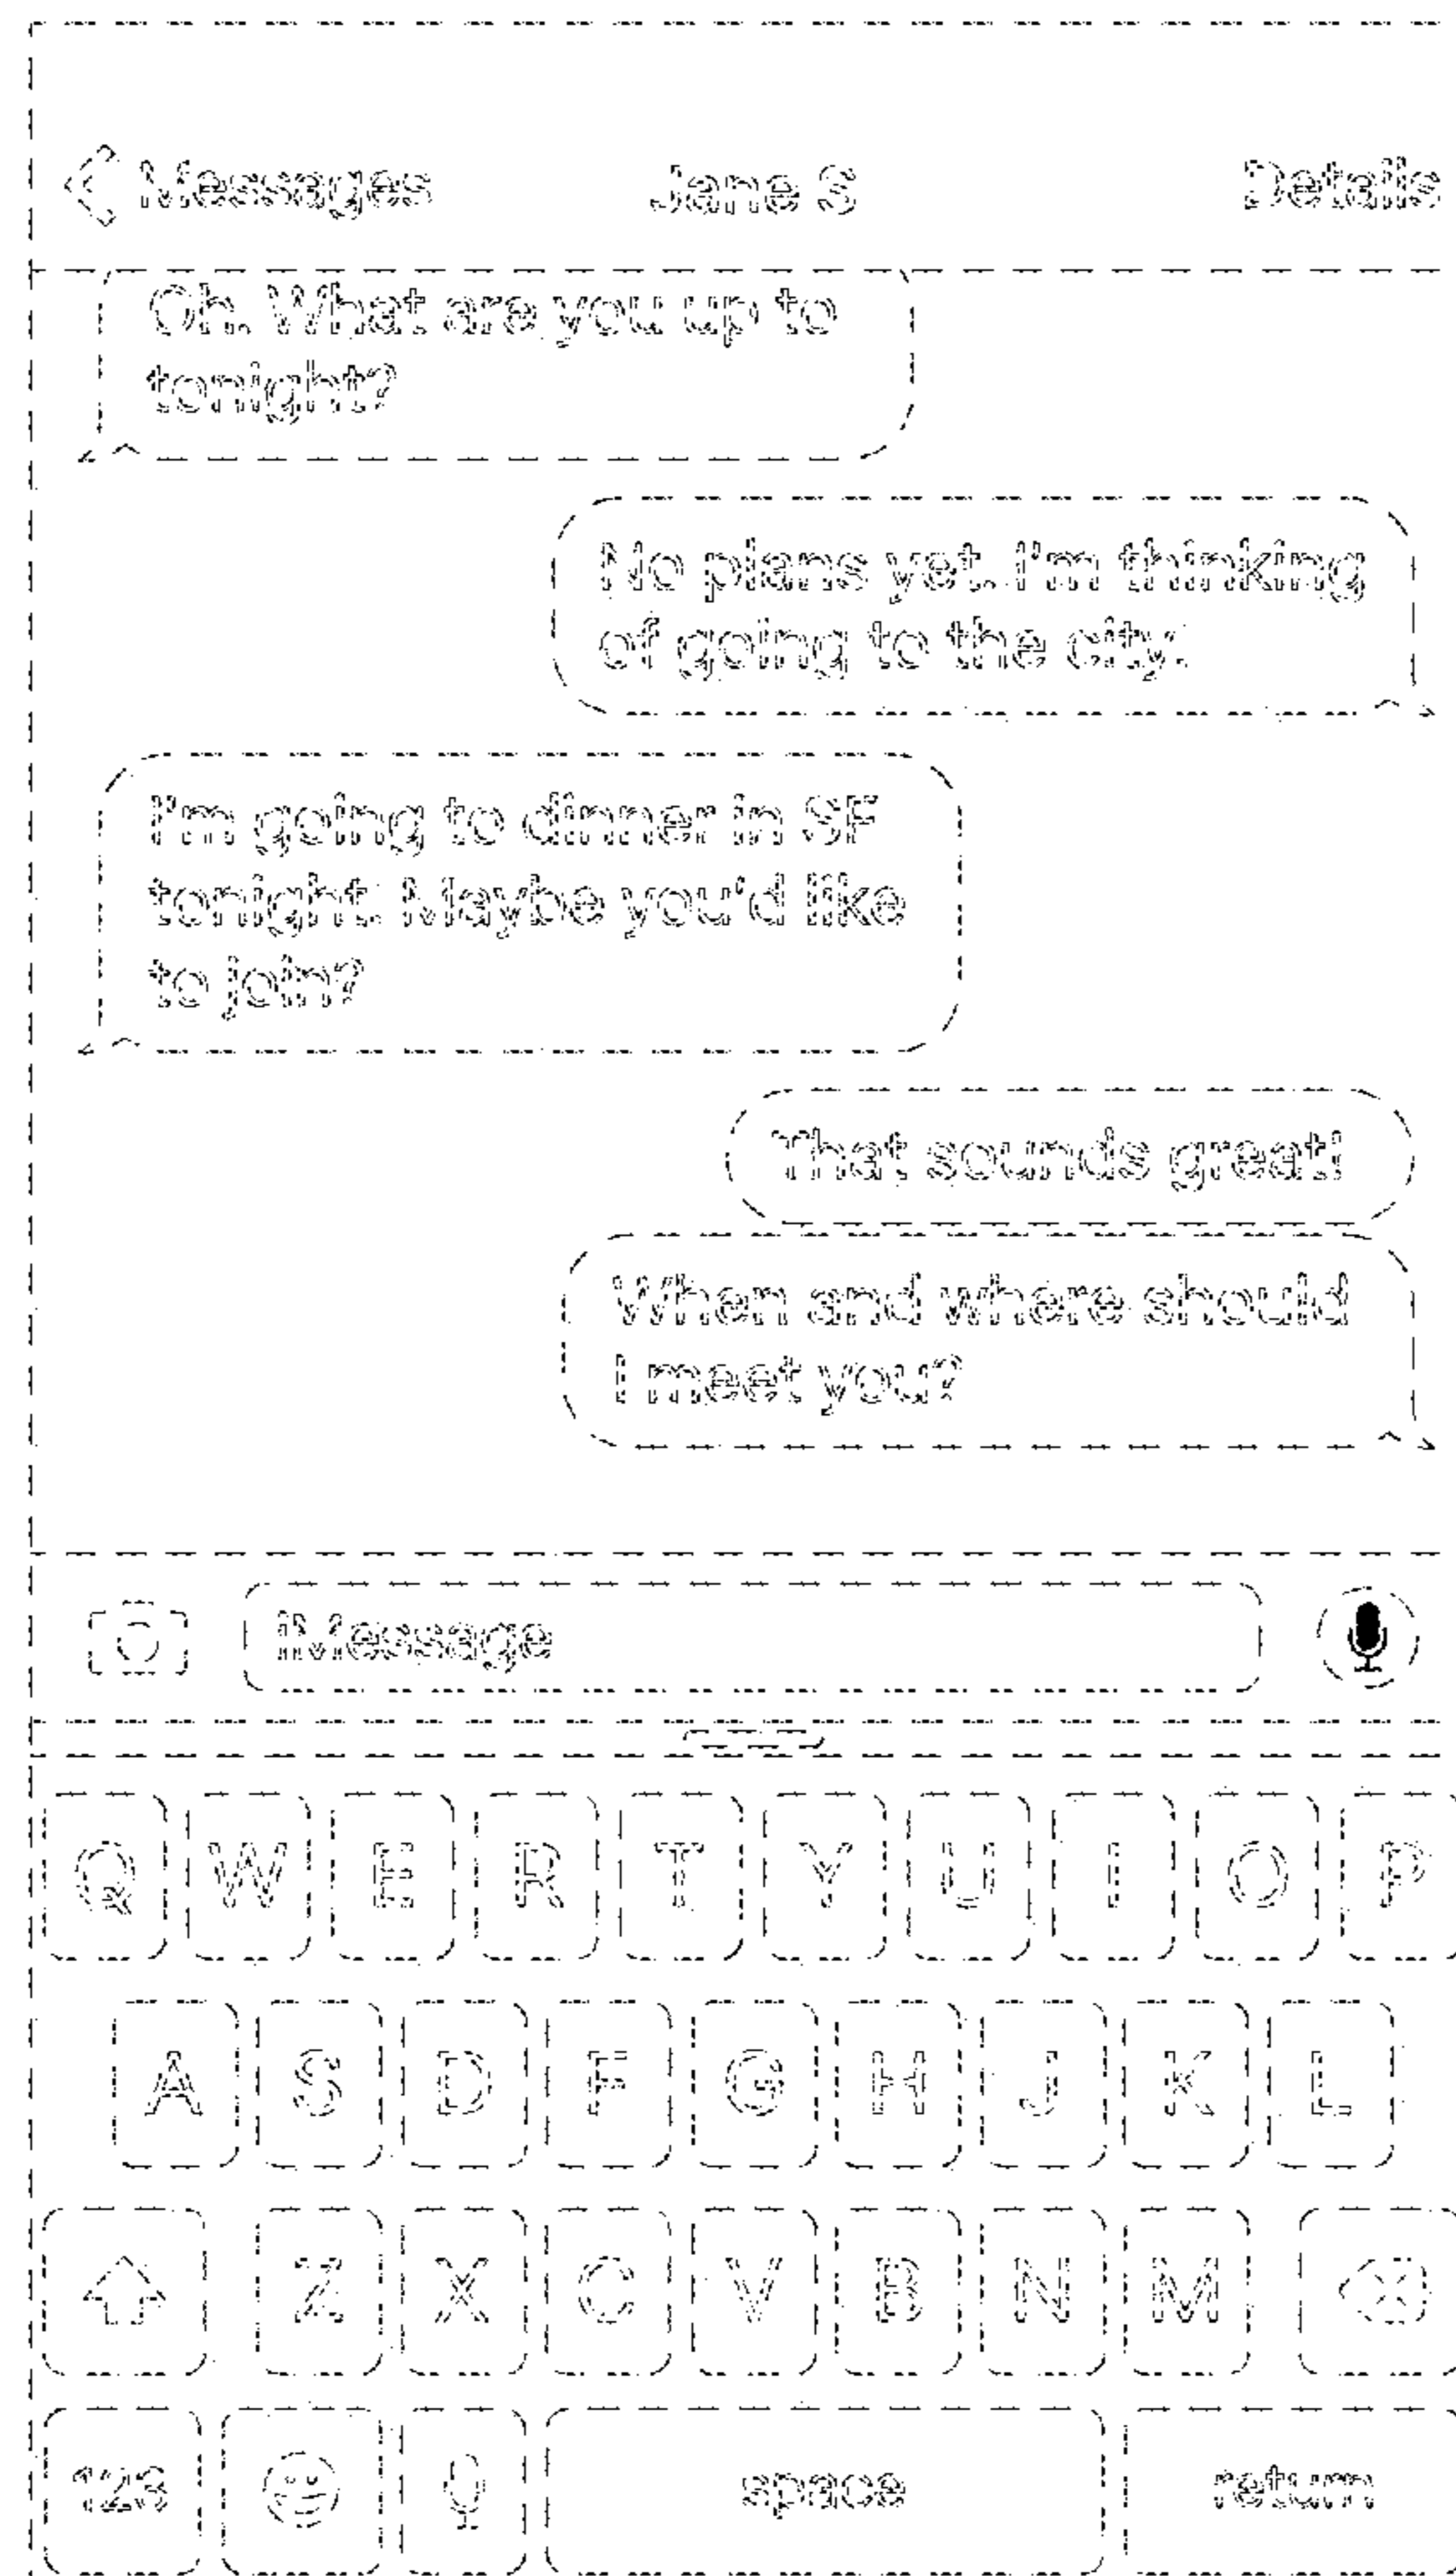 Messages Jane S Details
Oh. What are you up to
tonight?
No plans yet. I'm thinking
of going to the city.
I'm going to dinner in SF
tonight. Maybe you'd like
to join?
That sounds great!
When and where should
I meet you?
iMessage
Q W E R T Y U I O P
A S D F G H J K L
Z X C V B N M
123 space return